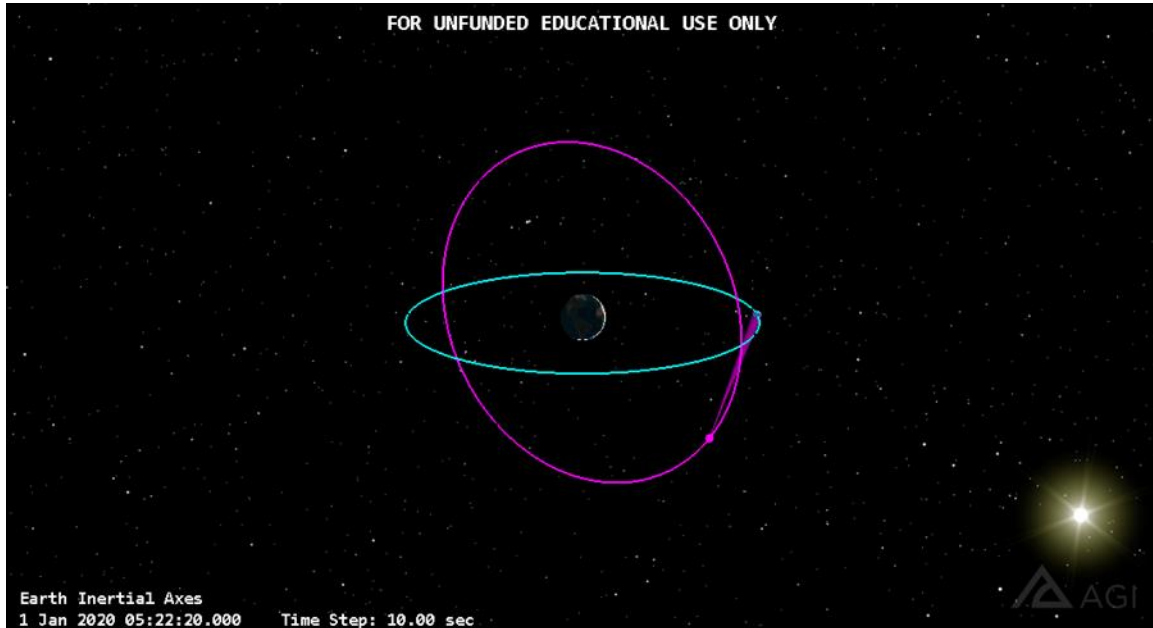 FOR UNFUNDED EDUCATIONAL USE ONLY
AGI
Earth Inertial Axes
1 Jan 2020 05:22:20.000 Time Step: 10.00 sec